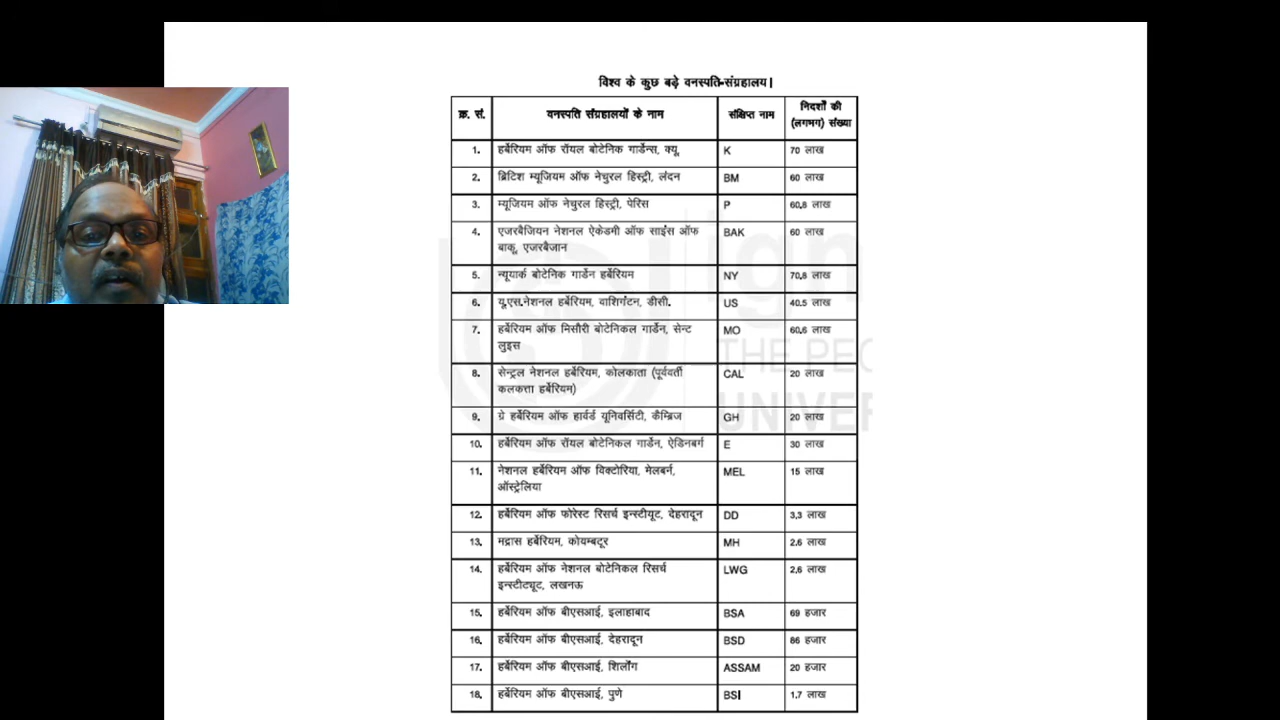 विश्व के कुछ बड़े वनस्पति-संग्रहालय।
क्र. सं. वनस्पति संग्रहालयों के नाम संक्षिप्त नाम निदर्शों की (लगभग) संख्या
1. हर्बेरियम ऑफ रॉयल बोटेनिक गार्डेन्स, क्यू, K 70 लाख
2. ब्रिटिश म्यूजियम ऑफ नेचुरल हिस्ट्री, लंदन BM 60 लाख
3. म्यूजियम ऑफ नेचुरल हिस्ट्री, पेरिस P 60.8 लाख
4. एजरबैजियन नेशनल ऐकेडमी ऑफ साइंस ऑफ BAK 60 लाख
बाकू, एजरबैजान
5. न्यूयार्क बोटेनिक गार्डेन हर्बेरियम NY 70.8 लाख
6. यू.एस.नेशनल हर्बेरियम, वाशिगंटन, डीसी. US 40.5 लाख
7. हर्बेरियम ऑफ मिसौरी बोटेनिकल गार्डेन, सेन्ट MO 60.6 लाख
लुइस
8. सेन्ट्रल नेशनल हर्बेरियम, कोलकाता (पूर्ववर्ती CAL 20 लाख
कलकत्ता हर्बेरियम)
9. ग्रे हर्बेरियम ऑफ हार्वर्ड यूनिवर्सिटी, कैम्ब्रिज GH 20 लाख
10. हर्बेरियम ऑफ रॉयल बोटेनिकल गार्डेन, ऐडिनबर्ग E 30 लाख
11. नेशनल हर्बेरियम ऑफ विक्टोरिया, मेलबर्न, MEL 15 लाख
ऑस्ट्रेलिया
12. हर्बेरियम ऑफ फोरेस्ट रिसर्च इन्स्टीयूट, देहरादून DD 3.3 लाख
13. मद्रास हर्बेरियम, कोयम्बटूर MH 2.6 लाख
14. हर्बेरियम ऑफ नेशनल बोटेनिकल रिसर्च LWG 2.6 लाख
इन्स्टीट्यूट, लखनऊ
15. हर्बेरियम ऑफ बीएसआई, इलाहाबाद BSA 69 हजार
16. हर्बेरियम ऑफ बीएसआई, देहरादून BSD 86 हजार
17. हर्बेरियम ऑफ बीएसआई, शिलॉंग ASSAM 20 हजार
18. हर्बेरियम ऑफ बीएसआई, पुणे BSI 1.7 लाख
ign
THE PEO
UNIVER